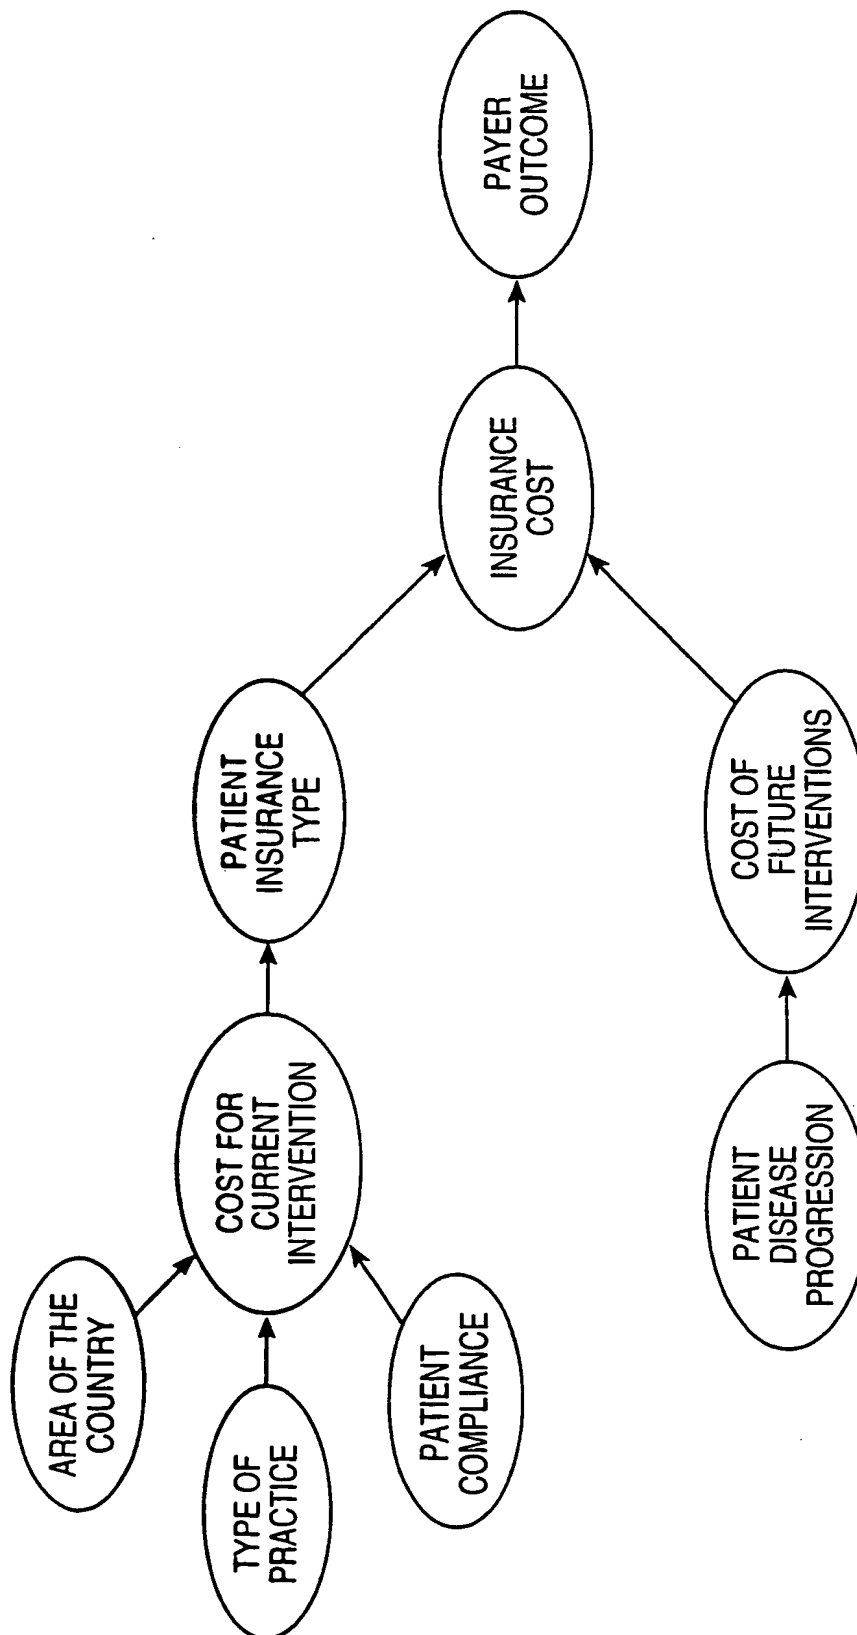 AREA OF THE
COUNTRY
TYPE OF
PRACTICE
PATIENT
COMPLIANCE
COST FOR
CURRENT
INTERVENTION
PATIENT
INSURANCE
TYPE
PATIENT
DISEASE
PROGRESSION
COST OF
FUTURE
INTERVENTIONS
INSURANCE
COST
PAYER
OUTCOME